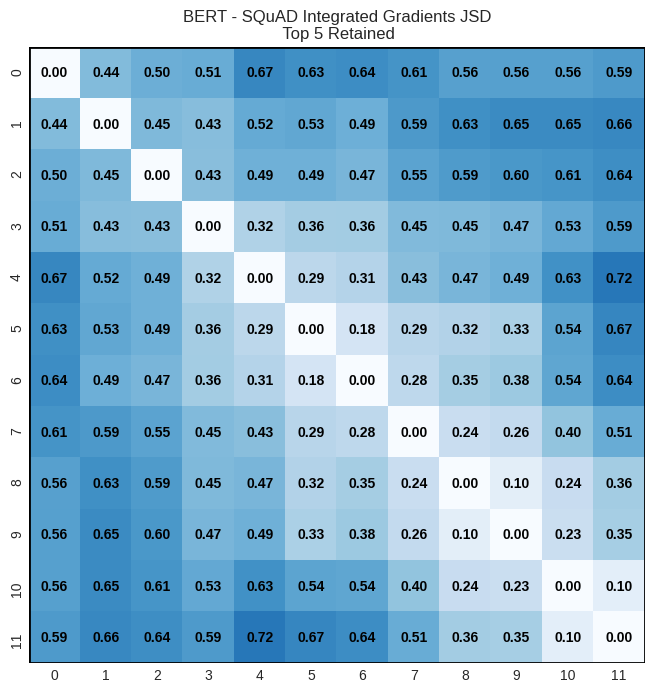 BERT - SQuAD Integrated Gradients JSD
Top 5 Retained
0 0.00 0.44 0.50 0.51 0.67 0.63 0.64 0.61 0.56 0.56 0.56 0.59
1 0.44 0.00 0.45 0.43 0.52 0.53 0.49 0.59 0.63 0.65 0.65 0.66
2 0.50 0.45 0.00 0.43 0.49 0.49 0.47 0.55 0.59 0.60 0.61 0.64
3 0.51 0.43 0.43 0.00 0.32 0.36 0.36 0.45 0.45 0.47 0.53 0.59
4 0.67 0.52 0.49 0.32 0.00 0.29 0.31 0.43 0.47 0.49 0.63 0.72
5 0.63 0.53 0.49 0.36 0.29 0.00 0.18 0.29 0.32 0.33 0.54 0.67
6 0.64 0.49 0.47 0.36 0.31 0.18 0.00 0.28 0.35 0.38 0.54 0.64
7 0.61 0.59 0.55 0.45 0.43 0.29 0.28 0.00 0.24 0.26 0.40 0.51
8 0.56 0.63 0.59 0.45 0.47 0.32 0.35 0.24 0.00 0.10 0.24 0.36
9 0.56 0.65 0.60 0.47 0.49 0.33 0.38 0.26 0.10 0.00 0.23 0.35
10 0.56 0.65 0.61 0.53 0.63 0.54 0.54 0.40 0.24 0.23 0.00 0.10
11 0.59 0.66 0.64 0.59 0.72 0.67 0.64 0.51 0.36 0.35 0.10 0.00
0 1 2 3 4 5 6 7 8 9 10 11